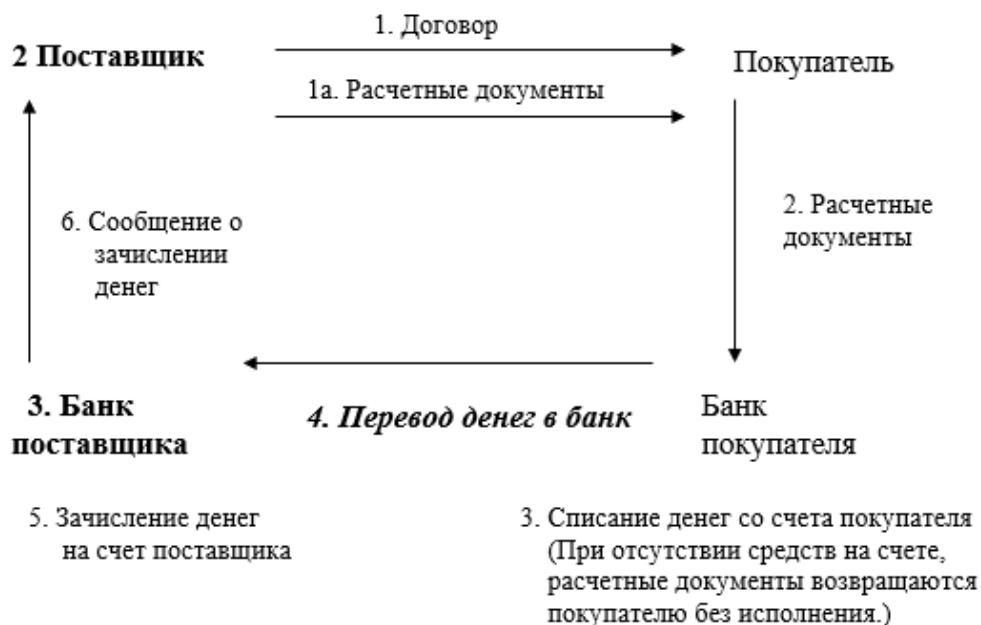 1. Договор
2 Поставщик
Покупатель
1а. Расчетные документы
6. Сообщение о
зачислении
денег
2. Расчетные
документы
3. Банк
поставщика
4. Перевод денег в банк
Банк
покупателя
5. Зачисление денег
на счет поставщика
3. Списание денег со счета покупателя
(При отсутствии средств на счете,
расчетные документы возвращаются
покупателю без исполнения.)